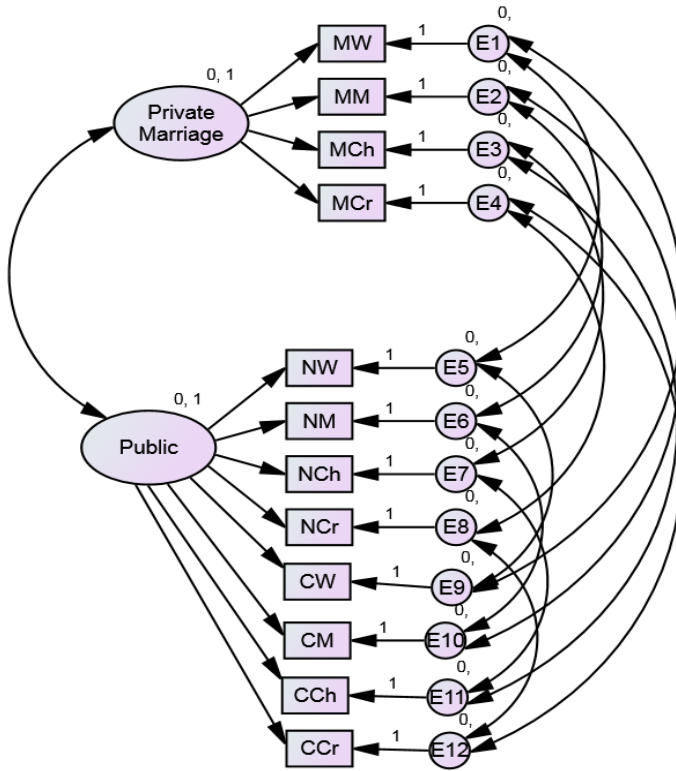 0,
MW
1
E1
0,
0, 1
MM
1
E2
0,
Private
Marriage
MCh
1
E3
0,
MCr
1
E4
0,
NW
1
E5
0,
0, 1
NM
1
E6
0,
Public
NCh
1
E7
0,
NCr
1
E8
0,
CW
1
E9
0,
CM
1
E10
0,
CCh
1
E11
0,
CCr
1
E12